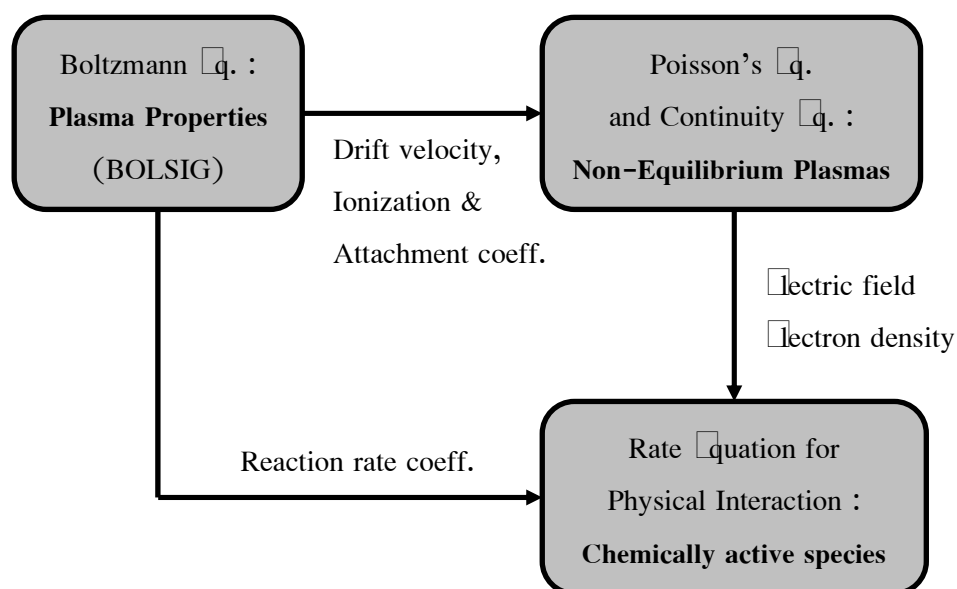 Boltzmann □q. :
Plasma Properties
(BOLSIG)
Poisson's □q.
and Continuity □q. :
Non-Equilibrium Plasmas
Drift velocity,
Ionization &
Attachment coeff.
□lectric field
□lectron density
Reaction rate coeff.
Rate □quation for
Physical Interaction :
Chemically active species